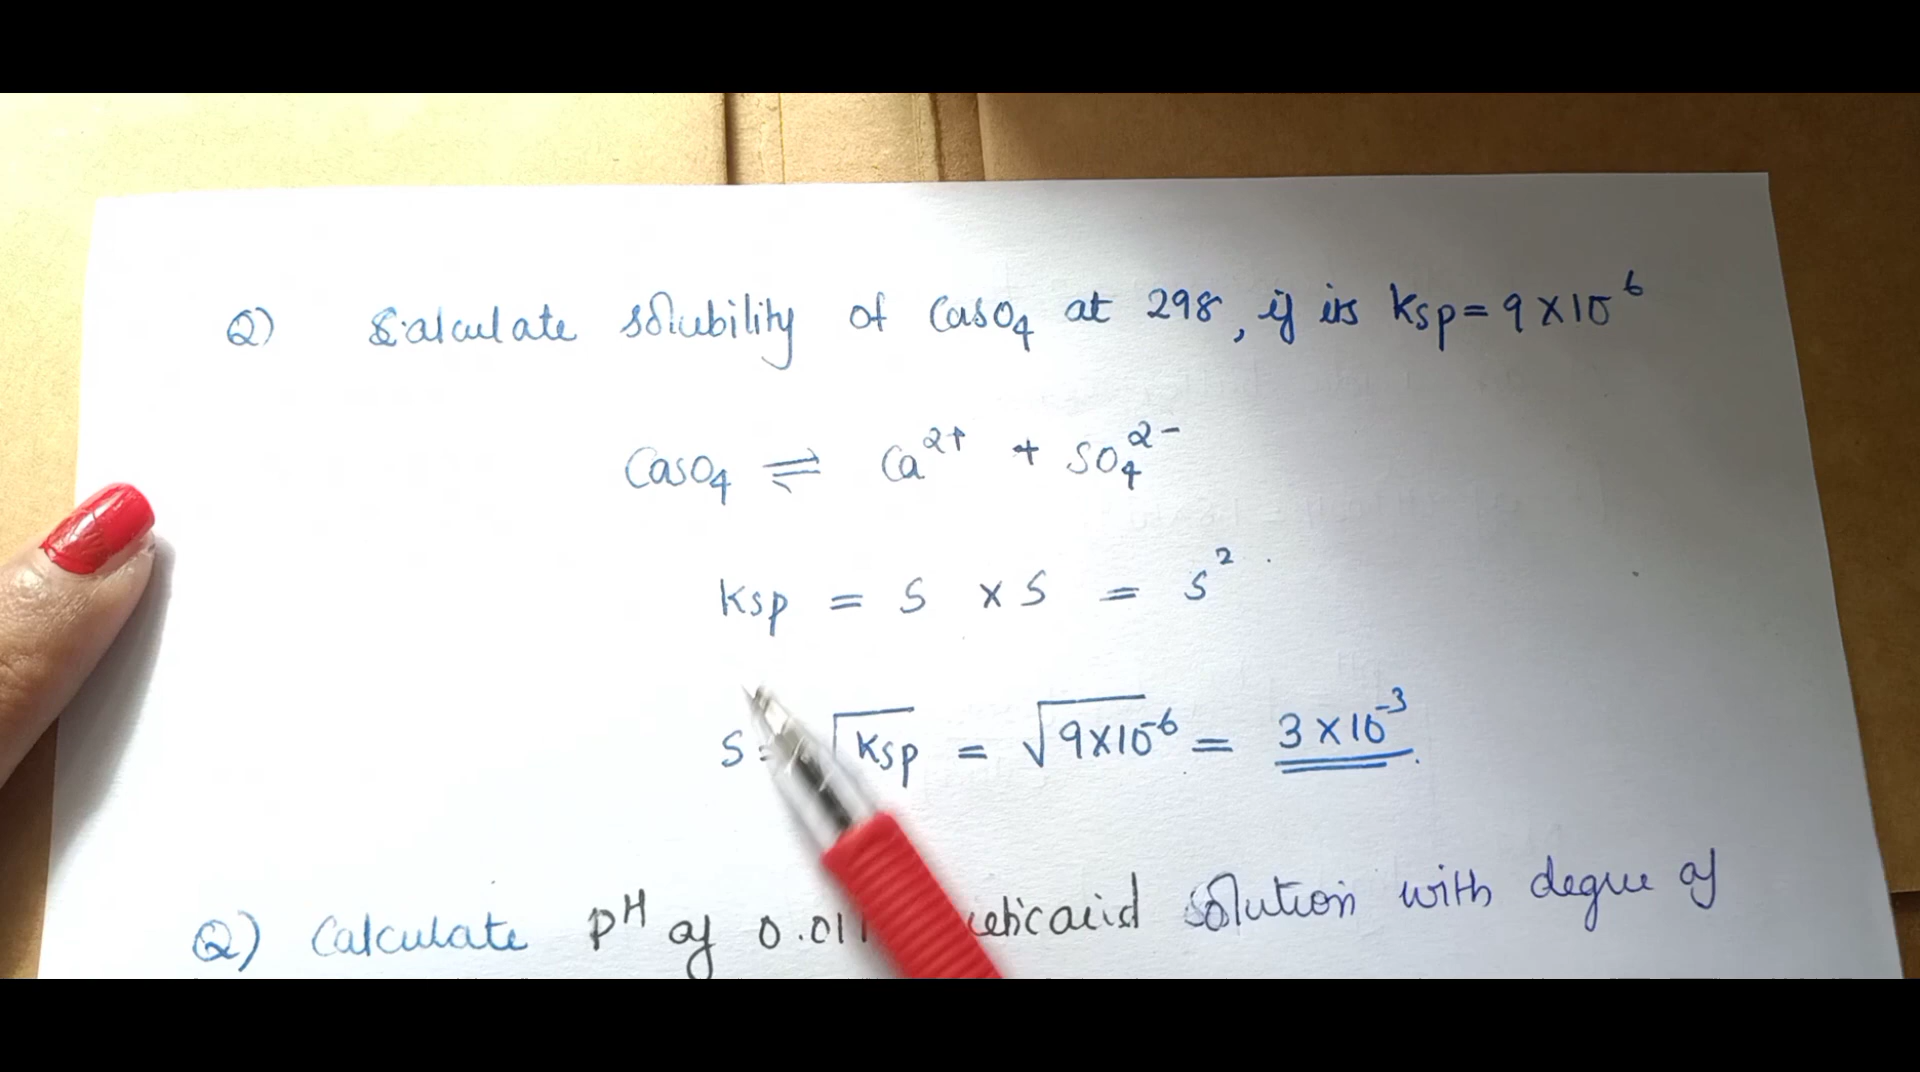 Q) Calculate solubility of CaSO₄ at 298, if its Ksp = 9 × 10⁻⁶
CaSO₄ ⇌ Ca²⁺ + SO₄²⁻
Ksp = S × S = S²
S = √Ksp = √9×10⁻⁶ = 3 × 10⁻³
Q) Calculate pH of 0.01 solution with degree of